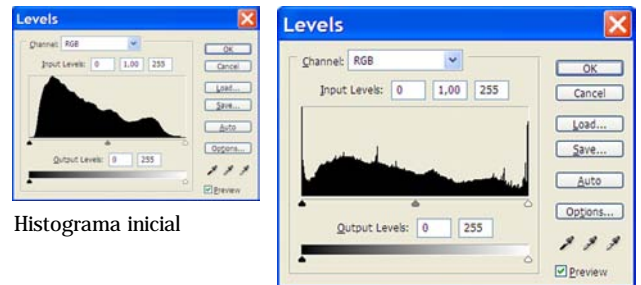 Levels
Channel: RGB
Input Levels: 0 1,00 255
OK
Cancel
Load...
Save...
Auto
Options...
Output Levels: 0 255
Preview
Histograma inicial
Levels
Channel: RGB
Input Levels: 0 1,00 255
OK
Cancel
Load...
Save...
Auto
Options...
Output Levels: 0 255
Preview